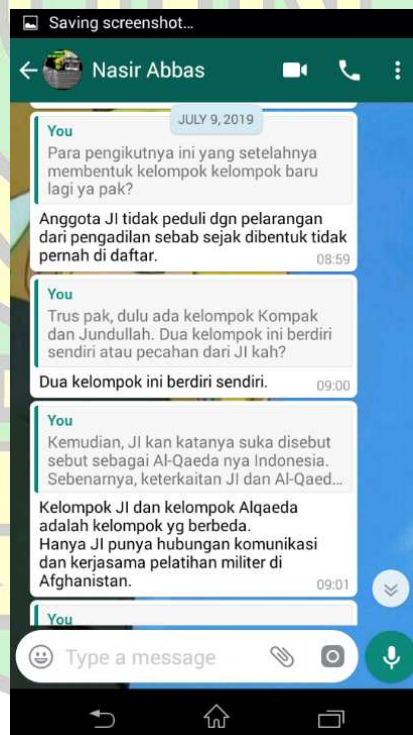 Saving screenshot...
Nasir Abbas
JULY 9, 2019
You
Para pengikutnya ini yang setelahnya
membentuk kelompok kelompok baru
lagi ya pak?
Anggota JI tidak peduli dgn pelarangan
dari pengadilan sebab sejak dibentuk tidak
pernah di daftar.
08:59
You
Trus pak, dulu ada kelompok Kompak
dan Jundullah. Dua kelompok ini berdiri
sendiri atau pecahan dari JI kah?
Dua kelompok ini berdiri sendiri.
09:00
You
Kemudian, JI kan katanya suka disebut
sebut sebagai Al-Qaeda nya Indonesia.
Sebenarnya, keterkaitan JI dan Al-Qaed...
Kelompok JI dan kelompok Alqaeda
adalah kelompok yg berbeda.
Hanya JI punya hubungan komunikasi
dan kerjasama pelatihan militer di
Afghanistan.
09:01
You
Type a message